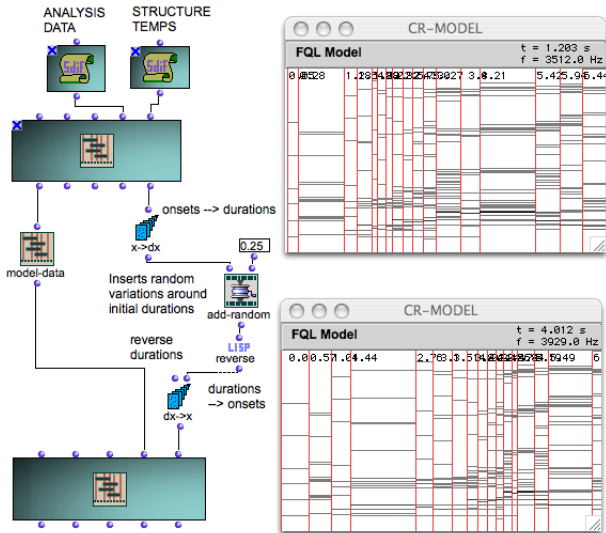 ANALYSIS
DATA
STRUCTURE
TEMPS
Sdif
Sdif
onsets --> durations
x->dx
0.25
model-data
Inserts random
variations around
initial durations
add-random
reverse
durations
LISP
reverse
durations
--> onsets
dx->x
CR-MODEL
FQL Model
t = 1.203 s
f = 3512.0 Hz
CR-MODEL
FQL Model
t = 4.012 s
f = 3929.0 Hz